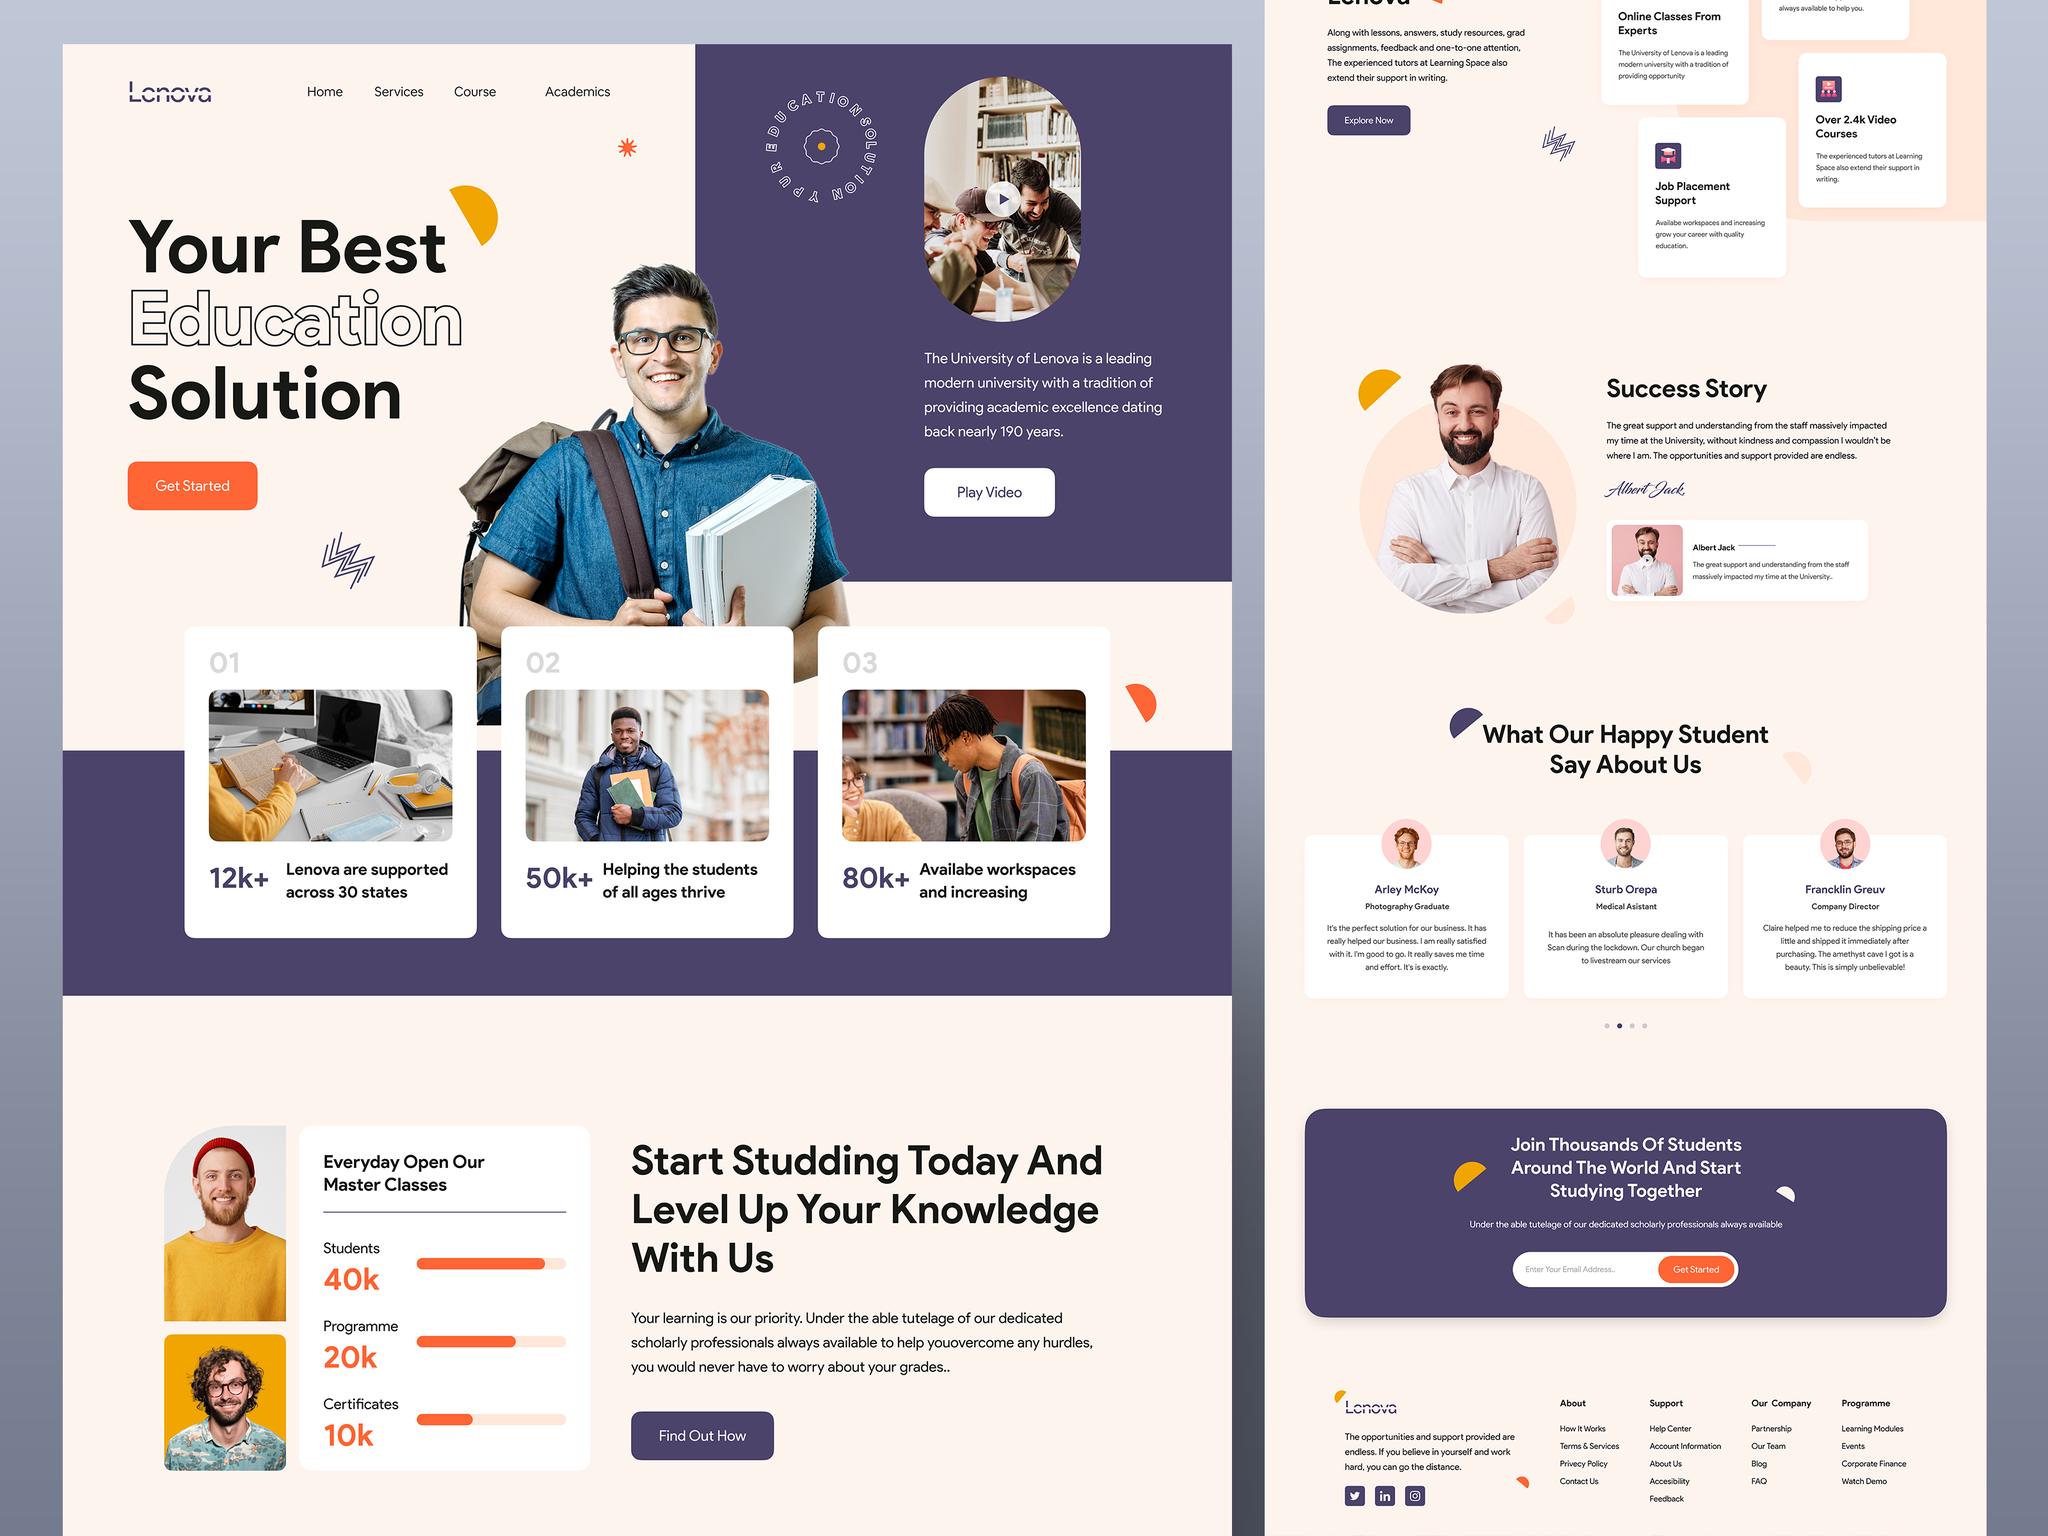 Lenova
Home
Services
Course
Academics
EDUCATION SOLUTION YPUR
Your Best
Education
Solution
Get Started
The University of Lenova is a leading
modern university with a tradition of
providing academic excellence dating
back nearly 190 years.
Play Video
01
12k+
Lenova are supported
across 30 states
02
50k+
Helping the students
of all ages thrive
03
80k+
Availabe workspaces
and increasing
Everyday Open Our
Master Classes
Students
40k
Programme
20k
Certificates
10k
Start Studding Today And
Level Up Your Knowledge
With Us
Your learning is our priority. Under the able tutelage of our dedicated
scholarly professionals always available to help youovercome any hurdles,
you would never have to worry about your grades..
Find Out How
Lenova
Along with lessons, answers, study resources, grad
assignments, feedback and one-to-one attention,
The experienced tutors at Learning Space also
extend their support in writing.
Explore Now
Online Classes From
Experts
The University of Lenova is a leading
modern university with a tradition of
providing opportunity
always available to help you.
Over 2.4k Video
Courses
The experienced tutors at Learning
Space also extend their support in
writing.
Job Placement
Support
Availabe workspaces and increasing
grow your career with quality
education.
Success Story
The great support and understanding from the staff massively impacted
my time at the University, without kindness and compassion I wouldn't be
where I am. The opportunities and support provided are endless.
Albert Jack
Albert Jack
The great support and understanding from the staff
massively impacted my time at the University..
What Our Happy Student
Say About Us
Arley McKoy
Photography Graduate
It's the perfect solution for our business. It has
really helped our business. I am really satisfied
with it. I'm good to go. It really saves me time
and effort. It's is exactly.
Sturb Orepa
Medical Asistant
It has been an absolute pleasure dealing with
Scan during the lockdown. Our church began
to livestream our services
Francklin Greuv
Company Director
Claire helped me to reduce the shipping price a
little and shipped it immediately after
purchasing. The amethyst cave I got is a
beauty. This is simply unbelievable!
Join Thousands Of Students
Around The World And Start
Studying Together
Under the able tutelage of our dedicated scholarly professionals always available
Enter Your Email Address..
Get Started
Lenova
The opportunities and support provided are
endless. If you believe in yourself and work
hard, you can go the distance.
About
How It Works
Terms & Services
Privecy Policy
Contact Us
Support
Help Center
Account Information
About Us
Accesibility
Feedback
Our Company
Partnership
Our Team
Blog
FAQ
Programme
Learning Modules
Events
Corporate Finance
Watch Demo